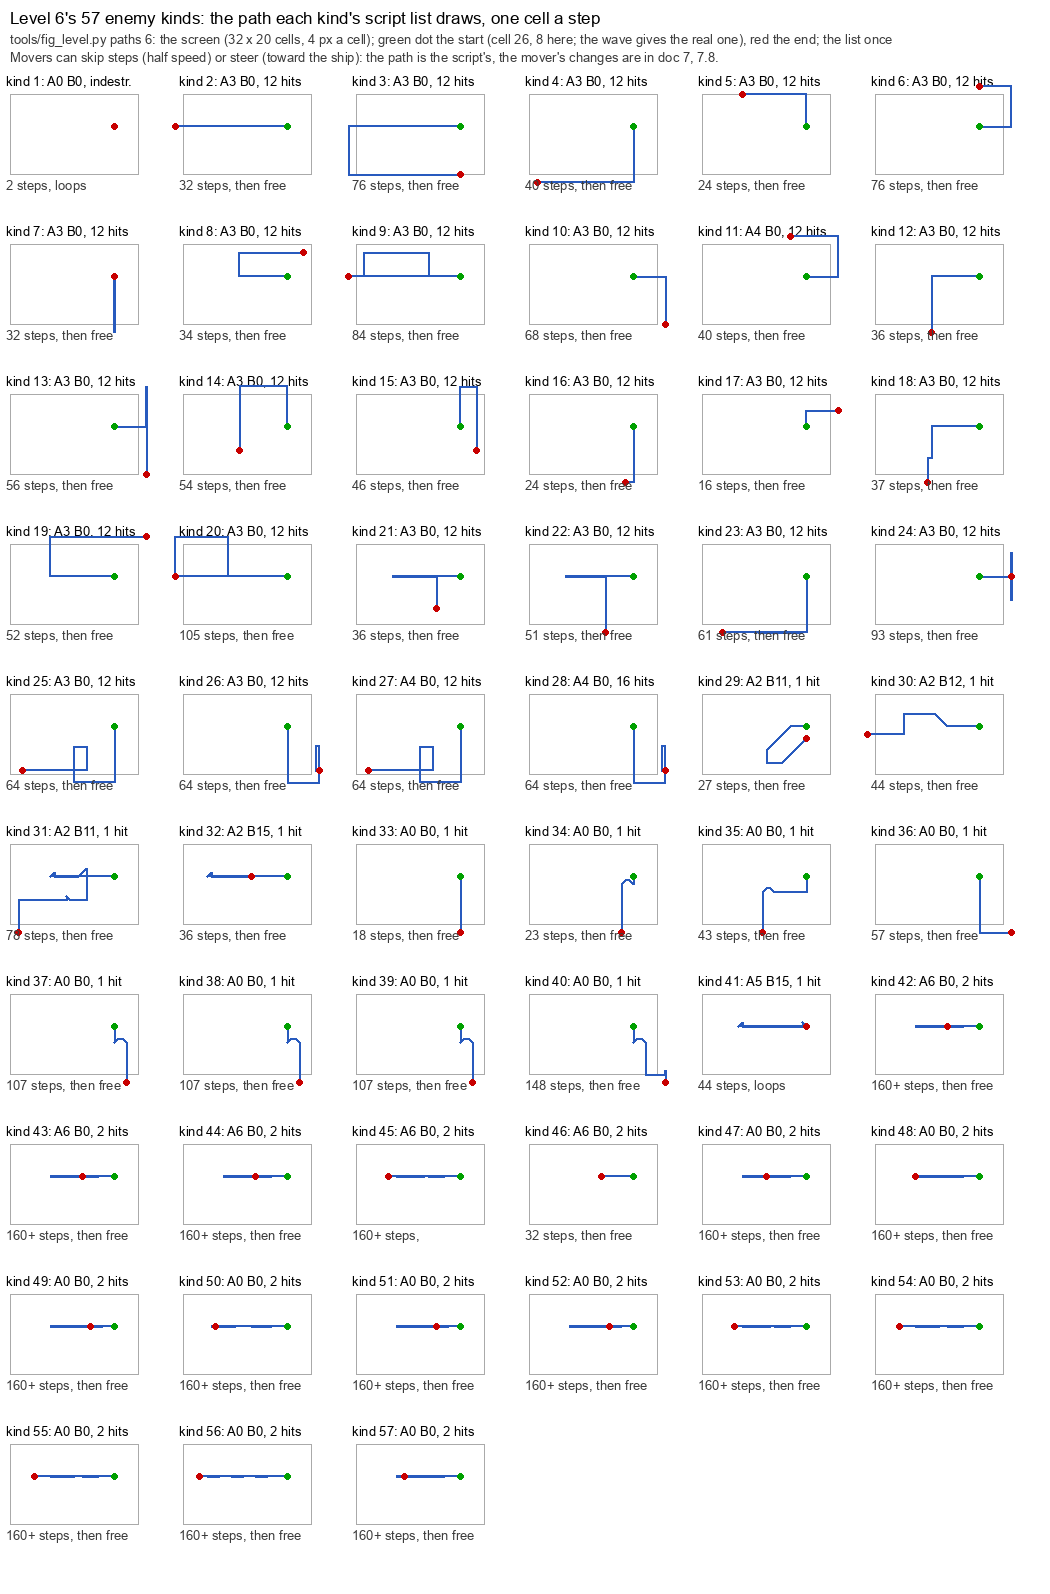 Level 6's 57 enemy kinds: the path each kind's script list draws, one cell a step
tools/fig_level.py paths 6: the screen (32 x 20 cells, 4 px a cell); green dot the start (cell 26, 8 here; the wave gives the real one), red the end; the list once
Movers can skip steps (half speed) or steer (toward the ship): the path is the script's, the mover's changes are in doc 7, 7.8.
kind 1: A0 B0, indestr.
kind 2: A3 B0, 12 hits
kind 3: A3 B0, 12 hits
kind 4: A3 B0, 12 hits
kind 5: A3 B0, 12 hits
kind 6: A3 B0, 12 hits
2 steps, loops
32 steps, then free
76 steps, then free
40 steps, then free
24 steps, then free
76 steps, then free
kind 7: A3 B0, 12 hits
kind 8: A3 B0, 12 hits
kind 9: A3 B0, 12 hits
kind 10: A3 B0, 12 hits
kind 11: A4 B0, 12 hits
kind 12: A3 B0, 12 hits
32 steps, then free
34 steps, then free
84 steps, then free
68 steps, then free
40 steps, then free
36 steps, then free
kind 13: A3 B0, 12 hits
kind 14: A3 B0, 12 hits
kind 15: A3 B0, 12 hits
kind 16: A3 B0, 12 hits
kind 17: A3 B0, 12 hits
kind 18: A3 B0, 12 hits
56 steps, then free
54 steps, then free
46 steps, then free
24 steps, then free
16 steps, then free
37 steps, then free
kind 19: A3 B0, 12 hits
kind 20: A3 B0, 12 hits
kind 21: A3 B0, 12 hits
kind 22: A3 B0, 12 hits
kind 23: A3 B0, 12 hits
kind 24: A3 B0, 12 hits
52 steps, then free
105 steps, then free
36 steps, then free
51 steps, then free
61 steps, then free
93 steps, then free
kind 25: A3 B0, 12 hits
kind 26: A3 B0, 12 hits
kind 27: A4 B0, 12 hits
kind 28: A4 B0, 16 hits
kind 29: A2 B11, 1 hit
kind 30: A2 B12, 1 hit
64 steps, then free
64 steps, then free
64 steps, then free
64 steps, then free
27 steps, then free
44 steps, then free
kind 31: A2 B11, 1 hit
kind 32: A2 B15, 1 hit
kind 33: A0 B0, 1 hit
kind 34: A0 B0, 1 hit
kind 35: A0 B0, 1 hit
kind 36: A0 B0, 1 hit
78 steps, then free
36 steps, then free
18 steps, then free
23 steps, then free
43 steps, then free
57 steps, then free
kind 37: A0 B0, 1 hit
kind 38: A0 B0, 1 hit
kind 39: A0 B0, 1 hit
kind 40: A0 B0, 1 hit
kind 41: A5 B15, 1 hit
kind 42: A6 B0, 2 hits
107 steps, then free
107 steps, then free
107 steps, then free
148 steps, then free
44 steps, loops
160+ steps, then free
kind 43: A6 B0, 2 hits
kind 44: A6 B0, 2 hits
kind 45: A6 B0, 2 hits
kind 46: A6 B0, 2 hits
kind 47: A0 B0, 2 hits
kind 48: A0 B0, 2 hits
160+ steps, then free
160+ steps, then free
160+ steps,
32 steps, then free
160+ steps, then free
160+ steps, then free
kind 49: A0 B0, 2 hits
kind 50: A0 B0, 2 hits
kind 51: A0 B0, 2 hits
kind 52: A0 B0, 2 hits
kind 53: A0 B0, 2 hits
kind 54: A0 B0, 2 hits
160+ steps, then free
160+ steps, then free
160+ steps, then free
160+ steps, then free
160+ steps, then free
160+ steps, then free
kind 55: A0 B0, 2 hits
kind 56: A0 B0, 2 hits
kind 57: A0 B0, 2 hits
160+ steps, then free
160+ steps, then free
160+ steps, then free